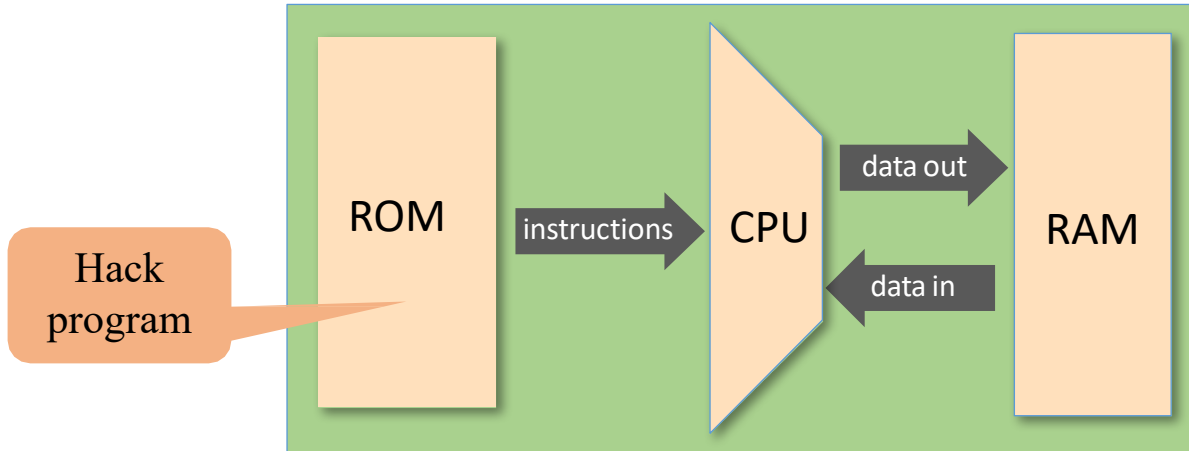 Hack
program
ROM
instructions
CPU
data out
data in
RAM